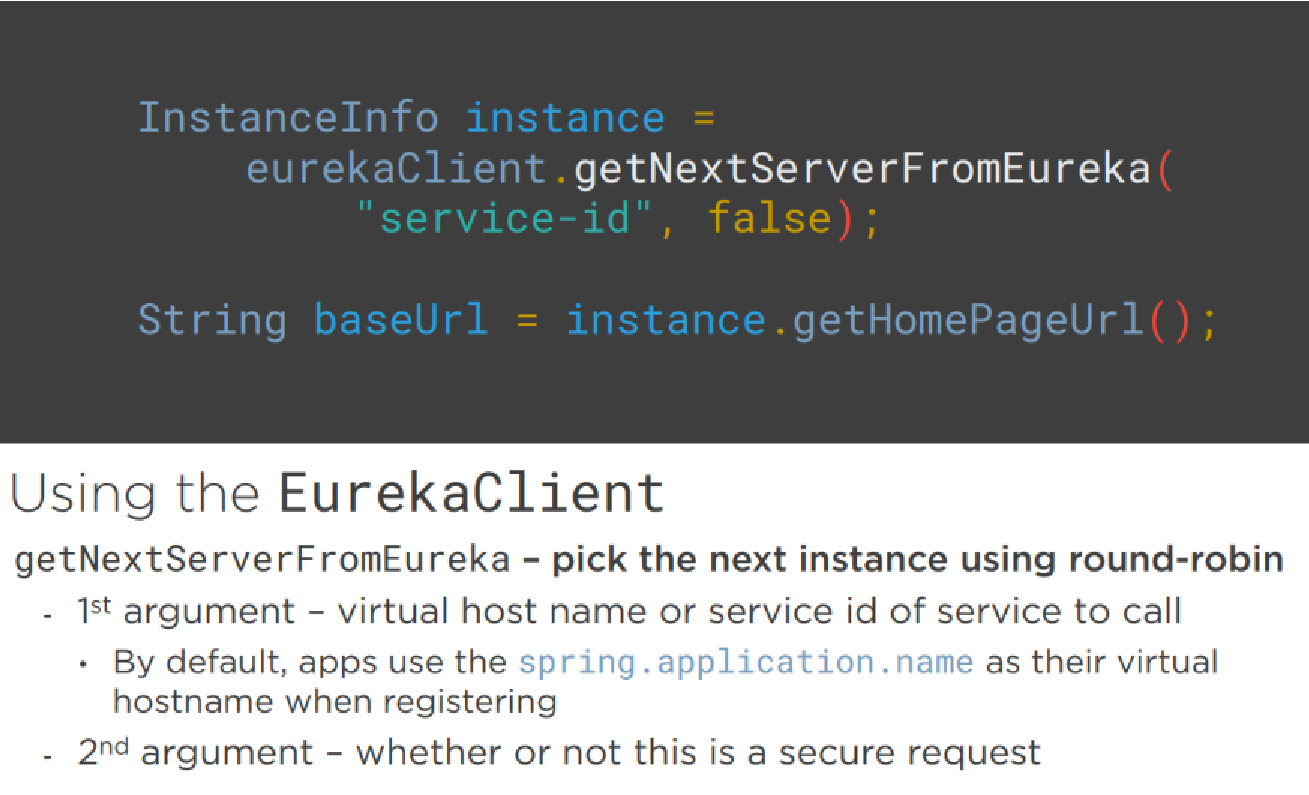 InstanceInfo instance =
eurekaClient.getNextServerFromEureka(
"service-id", false);
String baseUrl = instance.getHomePageUrl();
Using the EurekaClient
getNextServerFromEureka – pick the next instance using round-robin
- 1st argument – virtual host name or service id of service to call
• By default, apps use the spring.application.name as their virtual
hostname when registering
- 2nd argument – whether or not this is a secure request